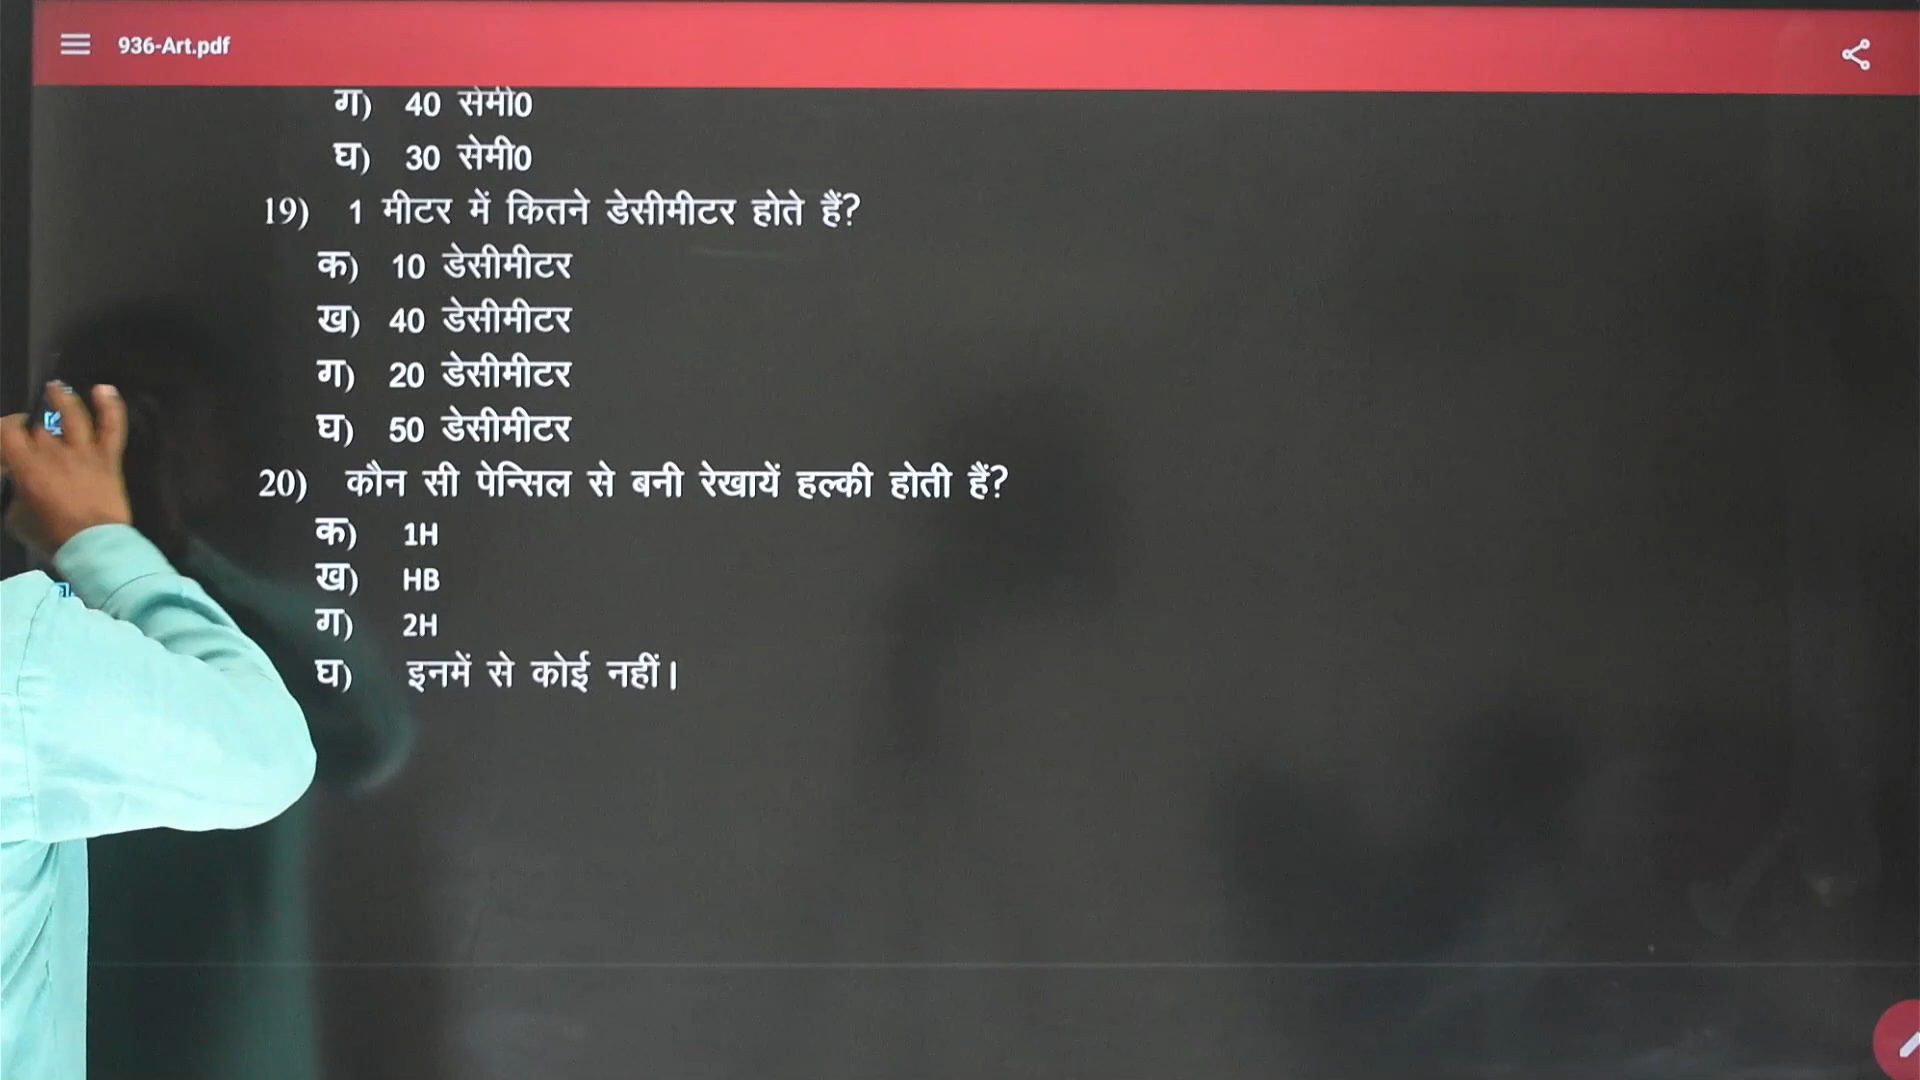 936-Art.pdf
ग) 40 सेमी0
घ) 30 सेमी0
19) 1 मीटर में कितने डेसीमीटर होते हैं?
क) 10 डेसीमीटर
ख) 40 डेसीमीटर
ग) 20 डेसीमीटर
घ) 50 डेसीमीटर
20) कौन सी पेन्सिल से बनी रेखायें हल्की होती हैं?
क) 1H
ख) HB
ग) 2H
घ) इनमें से कोई नहीं।